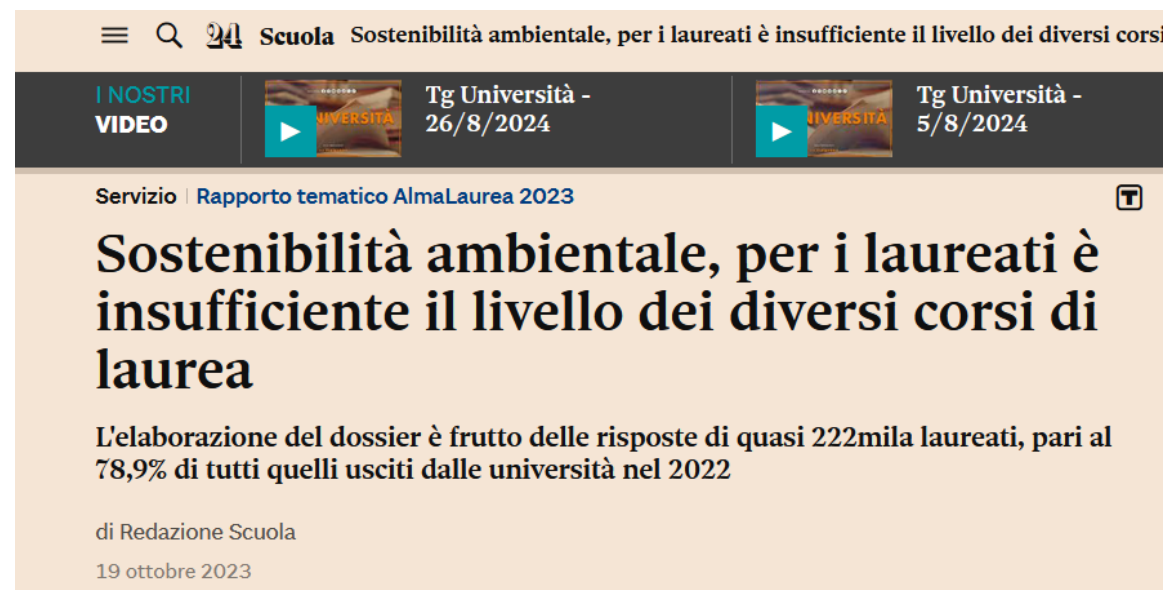 24 Scuola Sostenibilità ambientale, per i laureati è insufficiente il livello dei diversi corsi
I NOSTRI
VIDEO
UNIVERSITÀ
Tg Università -
26/8/2024
UNIVERSITÀ
Tg Università -
5/8/2024
Servizio | Rapporto tematico AlmaLaurea 2023
T
Sostenibilità ambientale, per i laureati è
insufficiente il livello dei diversi corsi di
laurea
L'elaborazione del dossier è frutto delle risposte di quasi 222mila laureati, pari al
78,9% di tutti quelli usciti dalle università nel 2022
di Redazione Scuola
19 ottobre 2023